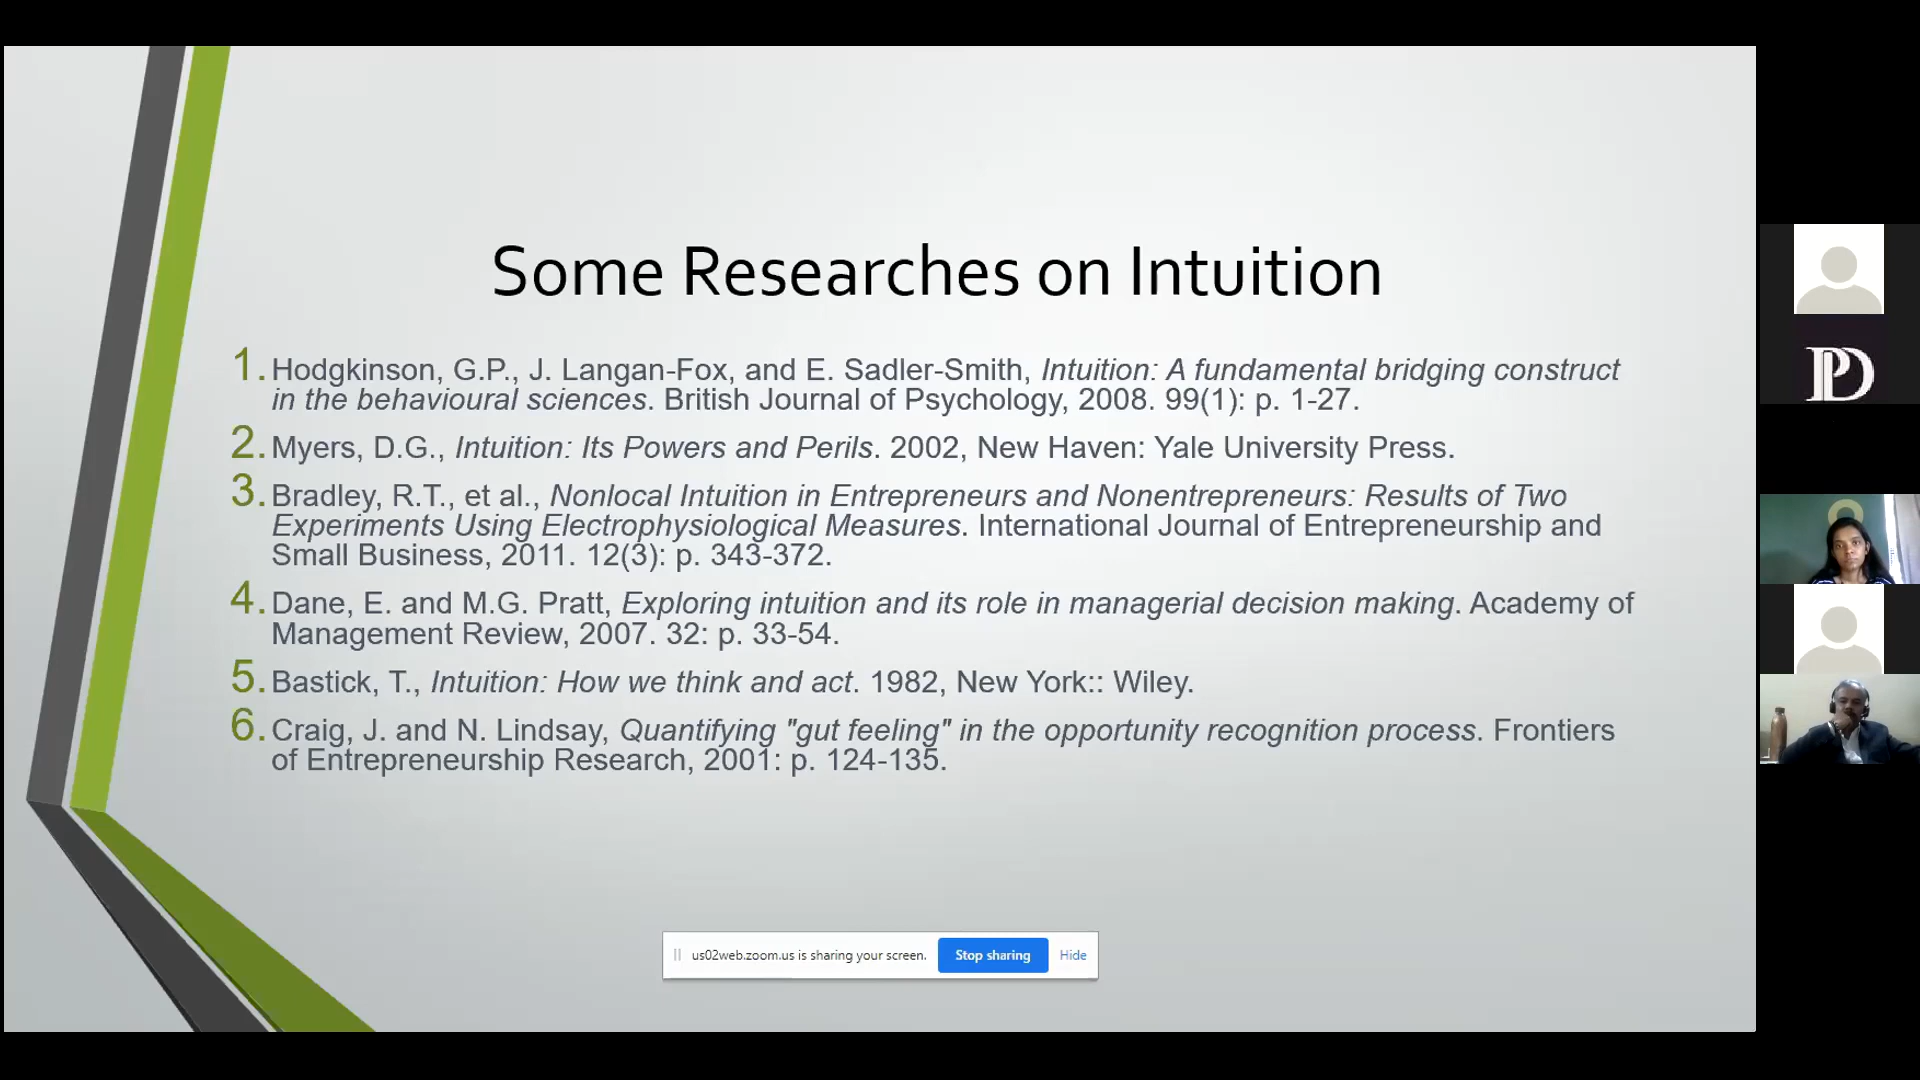 Some Researches on Intuition
1. Hodgkinson, G.P., J. Langan-Fox, and E. Sadler-Smith, Intuition: A fundamental bridging construct
in the behavioural sciences. British Journal of Psychology, 2008. 99(1): p. 1-27.
2. Myers, D.G., Intuition: Its Powers and Perils. 2002, New Haven: Yale University Press.
3. Bradley, R.T., et al., Nonlocal Intuition in Entrepreneurs and Nonentrepreneurs: Results of Two
Experiments Using Electrophysiological Measures. International Journal of Entrepreneurship and
Small Business, 2011. 12(3): p. 343-372.
4. Dane, E. and M.G. Pratt, Exploring intuition and its role in managerial decision making. Academy of
Management Review, 2007. 32: p. 33-54.
5. Bastick, T., Intuition: How we think and act. 1982, New York:: Wiley.
6. Craig, J. and N. Lindsay, Quantifying "gut feeling" in the opportunity recognition process. Frontiers
of Entrepreneurship Research, 2001: p. 124-135.
us02web.zoom.us is sharing your screen. Stop sharing Hide
PD